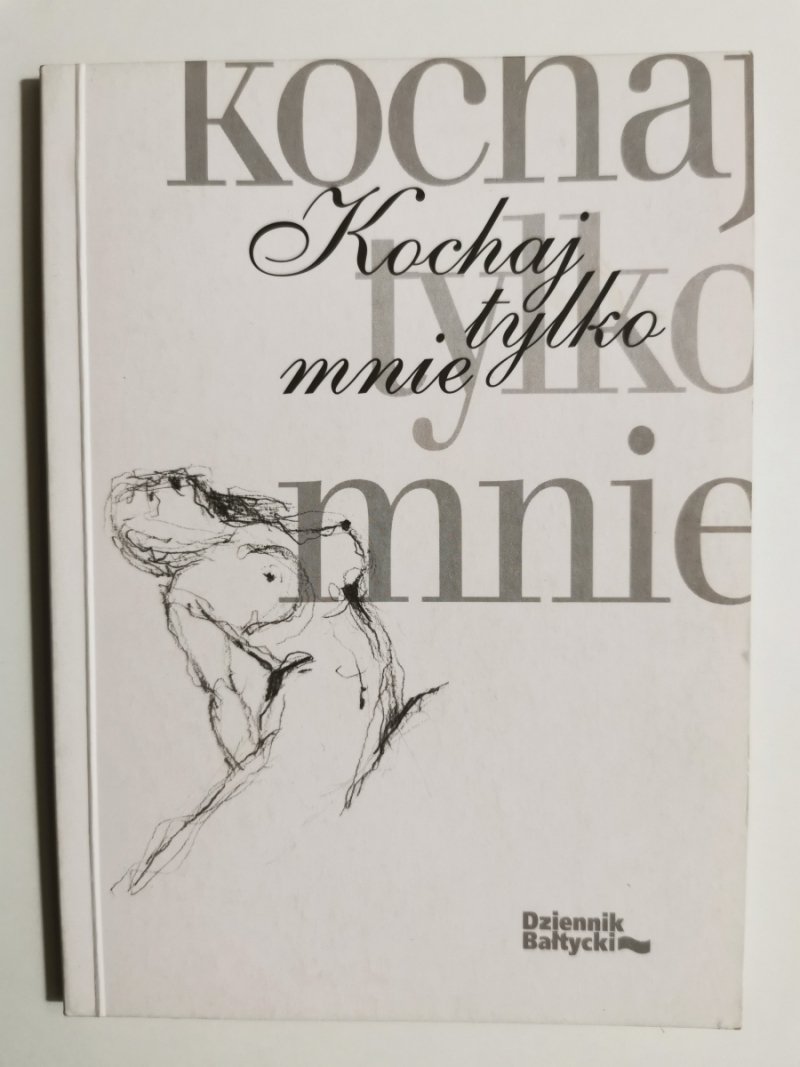 kochaj
Kochaj
tylko
tylko
mnie
mnie
Dziennik
Bałtycki